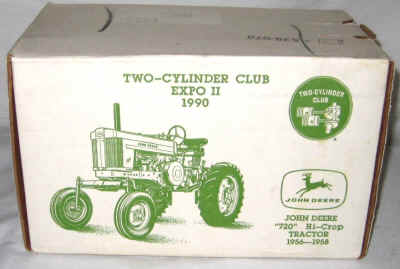 TWO-CYLINDER CLUB
EXPO II
1990
TWO-CYLINDER
CLUB
JOHN DEERE
JOHN DEERE
"720" Hi-Crop
TRACTOR
1956—1958